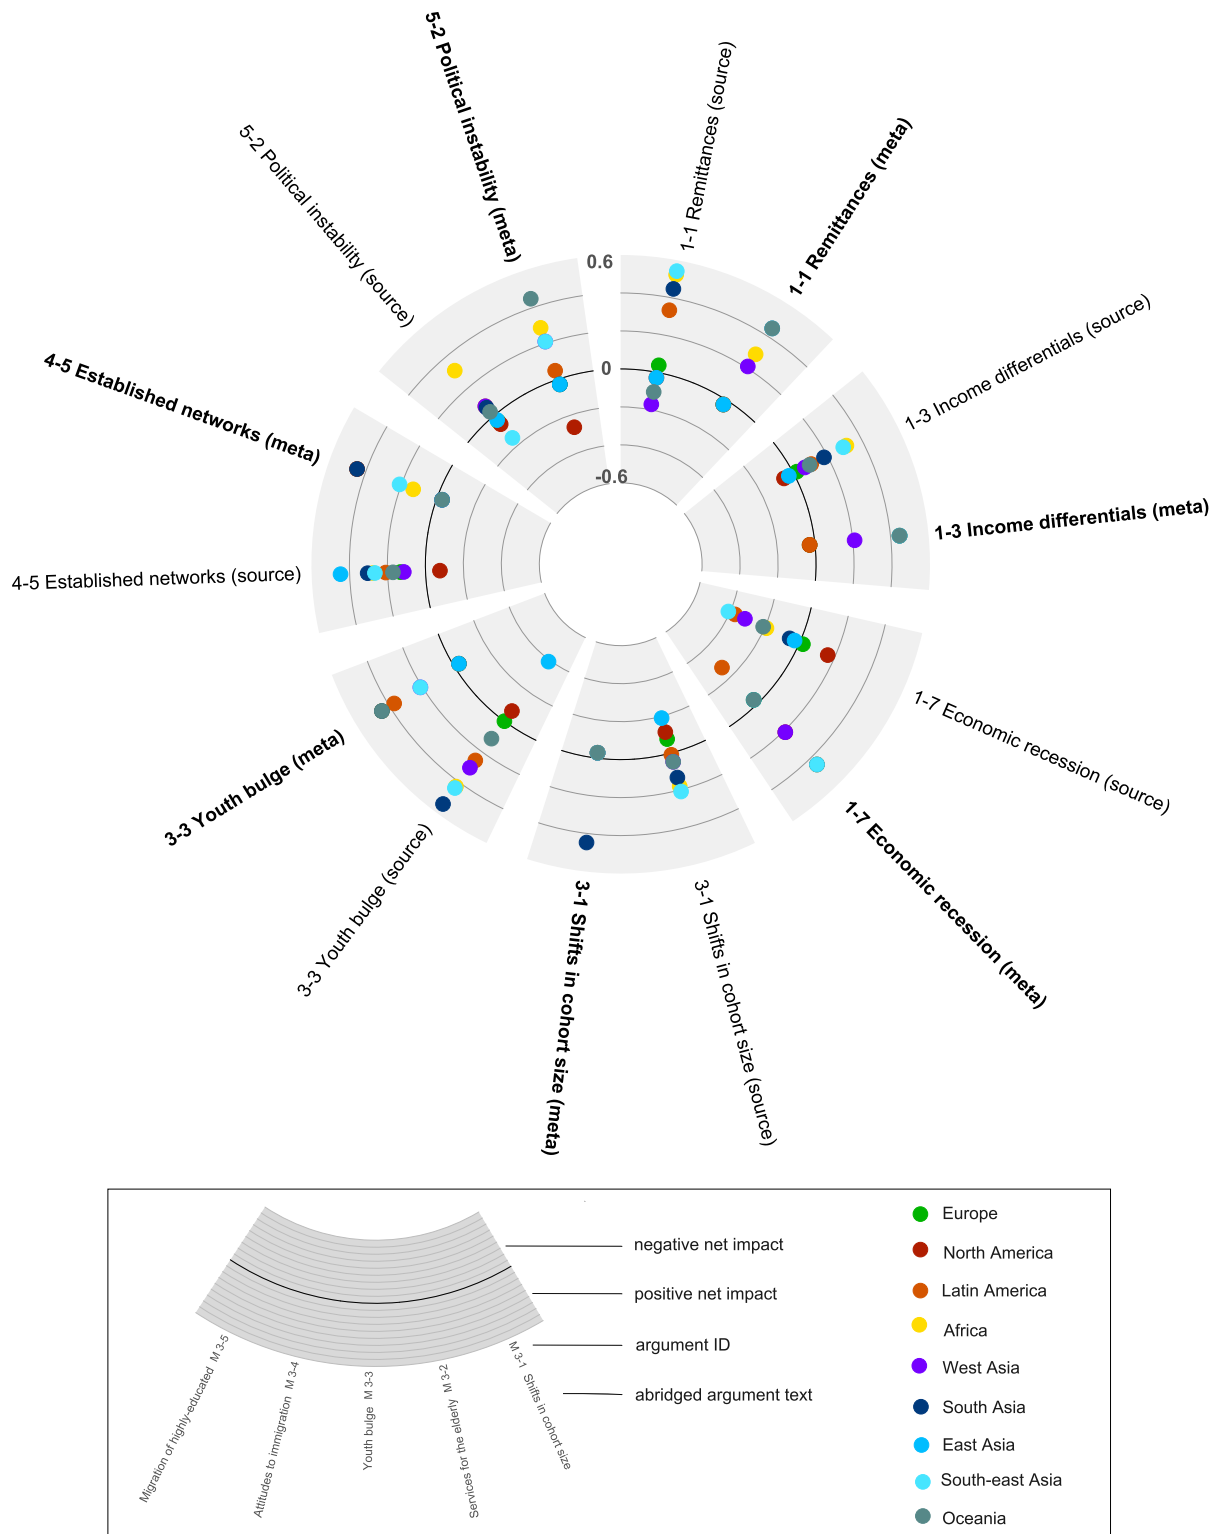 5-2 Political instability (meta)
1-1 Remittances (source)
5-2 Political instability (source)
1-1 Remittances (meta)
0.6
0
-0.6
1-3 Income differentials (source)
4-5 Established networks (meta)
1-3 Income differentials (meta)
4-5 Established networks (source)
1-7 Economic recession (source)
3-3 Youth bulge (meta)
1-7 Economic recession (meta)
3-3 Youth bulge (source)
3-1 Shifts in cohort size (meta)
3-1 Shifts in cohort size (source)
negative net impact
positive net impact
argument ID
abridged argument text
Migration of highly-educated M 3-5
Attitudes to immigration M 3-4
Youth bulge M 3-3
Services for the elderly M 3-2
M 3-1 Shifts in cohort size
Europe
North America
Latin America
Africa
West Asia
South Asia
East Asia
South-east Asia
Oceania